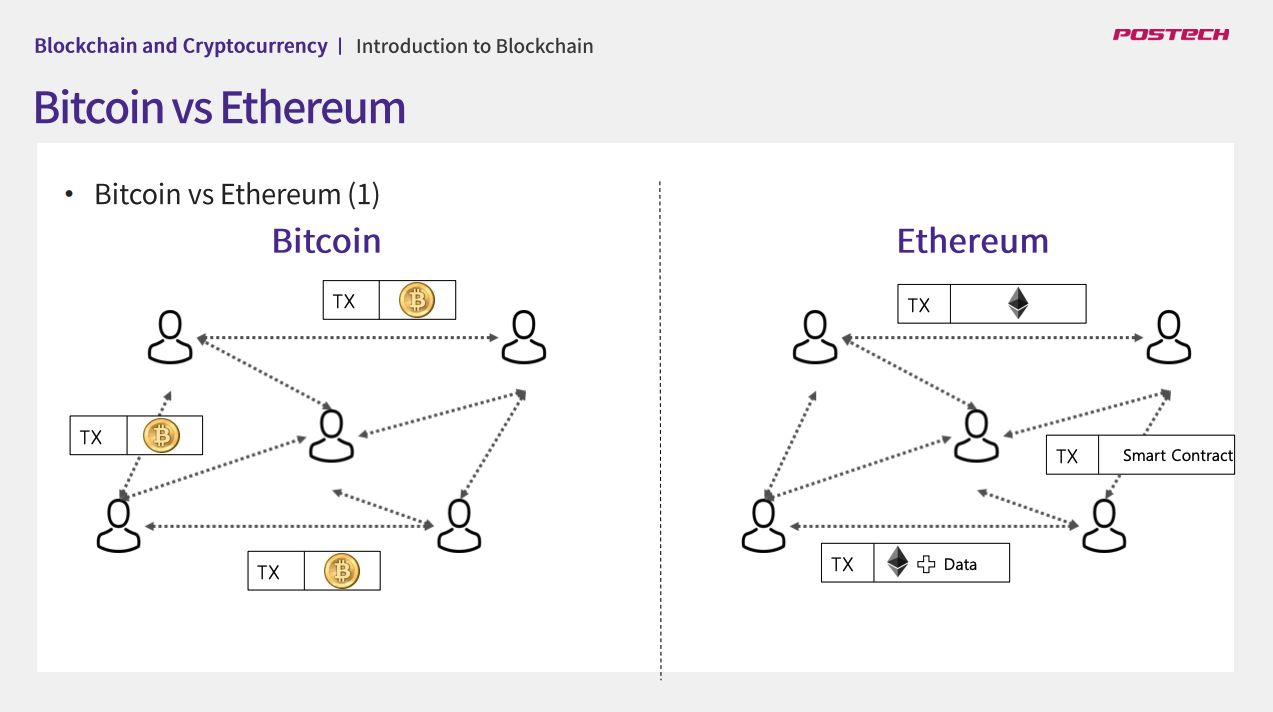 Blockchain and Cryptocurrency | Introduction to Blockchain
POSTECH
Bitcoin vs Ethereum
• Bitcoin vs Ethereum (1)
Bitcoin
Ethereum
TX
TX
TX
TX
Smart Contract
TX
TX
TX Data